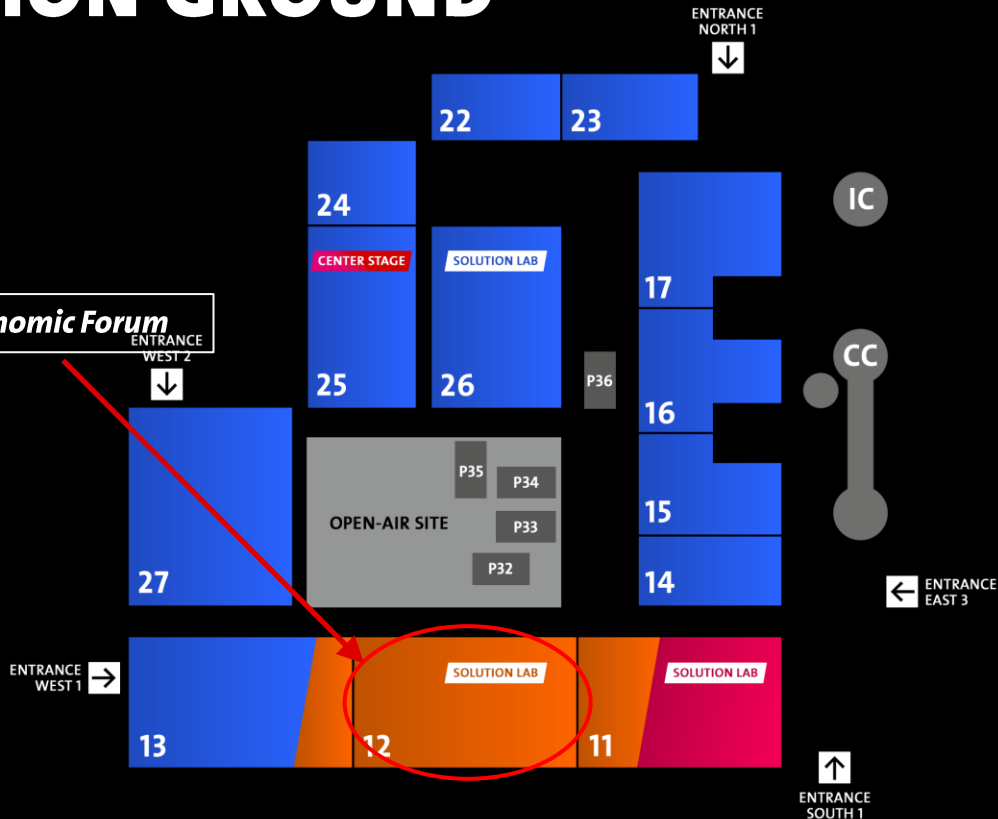 ION GROUND
ENTRANCE
NORTH 1
22
23
24
IC
CENTER STAGE
SOLUTION LAB
17
nomic Forum
ENTRANCE
WEST 2
CC
25
26
P36
16
P35
P34
OPEN-AIR SITE
P33
15
P32
27
14
ENTRANCE
EAST 3
ENTRANCE
WEST 1
SOLUTION LAB
SOLUTION LAB
13
12
11
ENTRANCE
SOUTH 1